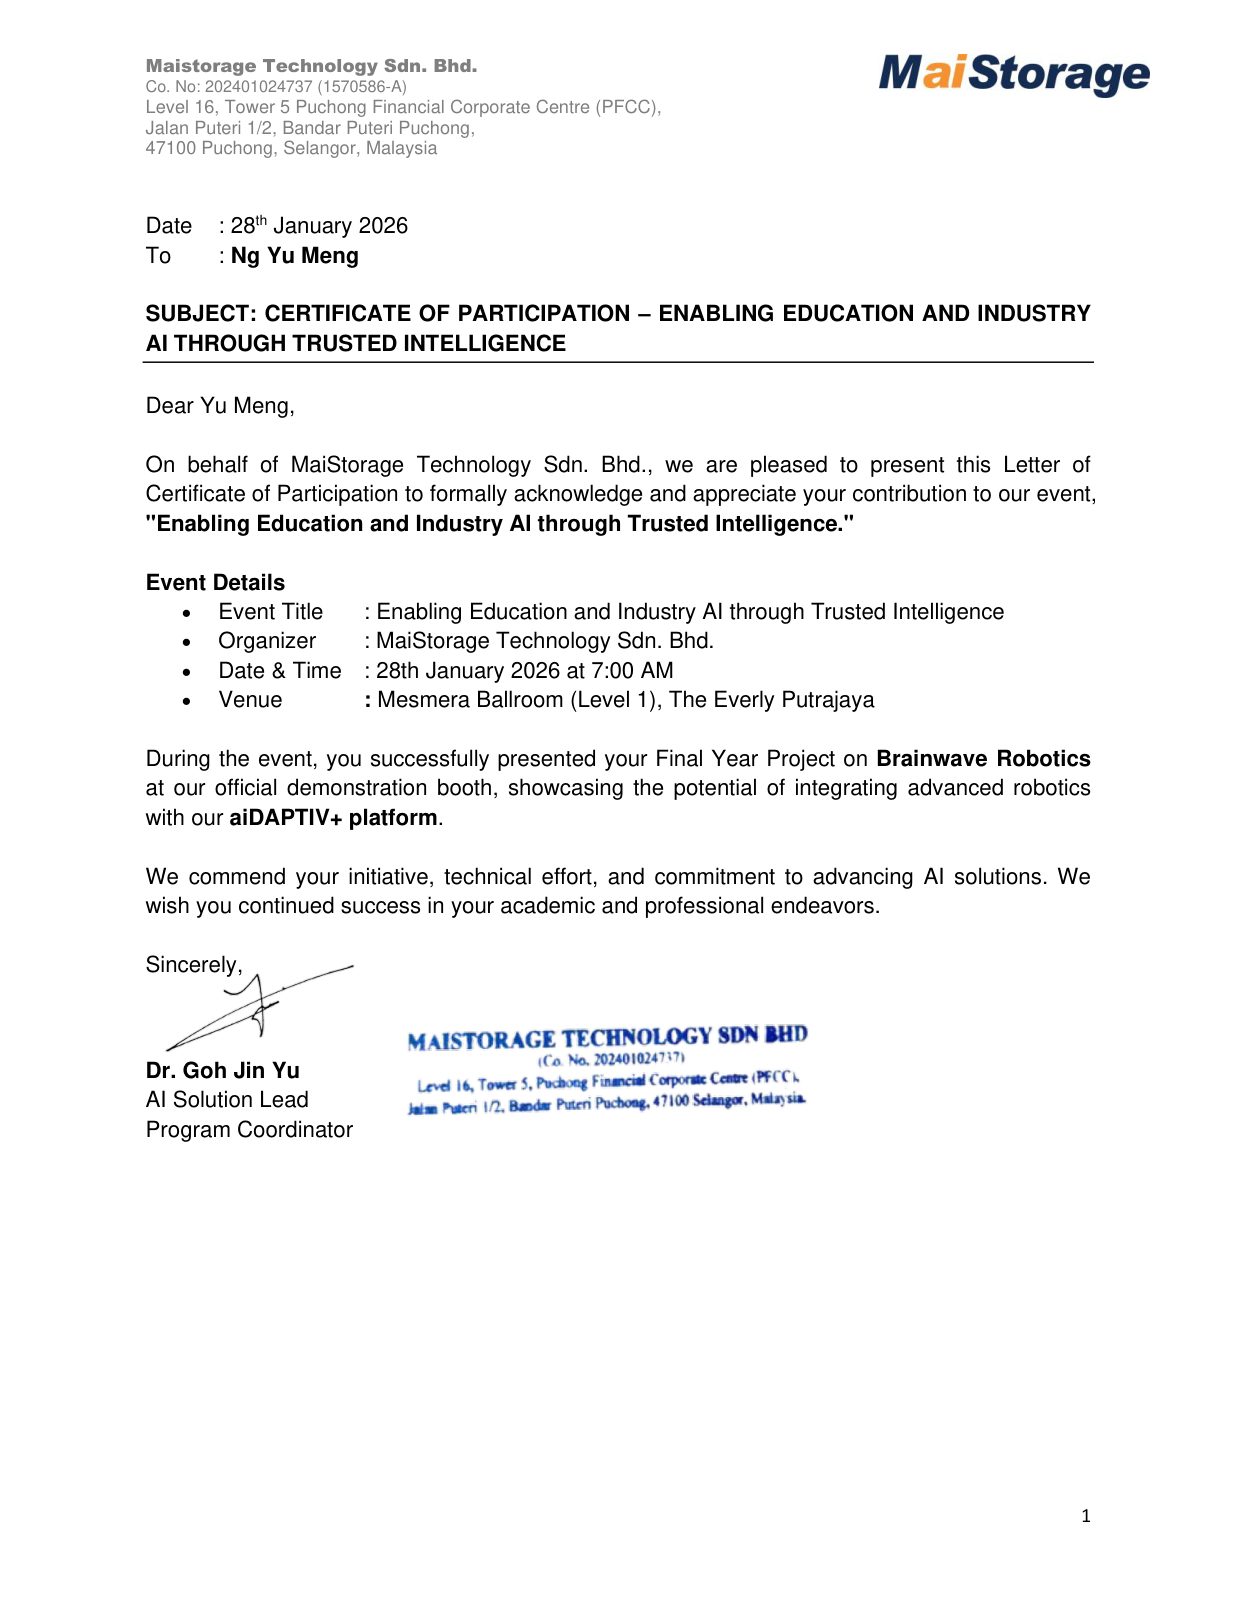 Maistorage Technology Sdn. Bhd.
Co. No: 202401024737 (1570586-A)
Level 16, Tower 5 Puchong Financial Corporate Centre (PFCC),
Jalan Puteri 1/2, Bandar Puteri Puchong,
47100 Puchong, Selangor, Malaysia
MaiStorage
Date : 28th January 2026
To : Ng Yu Meng
SUBJECT: CERTIFICATE OF PARTICIPATION – ENABLING EDUCATION AND INDUSTRY
AI THROUGH TRUSTED INTELLIGENCE
Dear Yu Meng,
On behalf of MaiStorage Technology Sdn. Bhd., we are pleased to present this Letter of
Certificate of Participation to formally acknowledge and appreciate your contribution to our event,
"Enabling Education and Industry AI through Trusted Intelligence."
Event Details
• Event Title : Enabling Education and Industry AI through Trusted Intelligence
• Organizer : MaiStorage Technology Sdn. Bhd.
• Date & Time : 28th January 2026 at 7:00 AM
• Venue : Mesmera Ballroom (Level 1), The Everly Putrajaya
During the event, you successfully presented your Final Year Project on Brainwave Robotics
at our official demonstration booth, showcasing the potential of integrating advanced robotics
with our aiDAPTIV+ platform.
We commend your initiative, technical effort, and commitment to advancing AI solutions. We
wish you continued success in your academic and professional endeavors.
Sincerely,
Dr. Goh Jin Yu
AI Solution Lead
Program Coordinator
MAISTORAGE TECHNOLOGY SDN BHD
(Co. No. 202401024737)
Level 16, Tower 5, Puchong Financial Corporate Centre (PFCC),
Jalan Puteri 1/2, Bandar Puteri Puchong, 47100 Selangor, Malaysia.
1